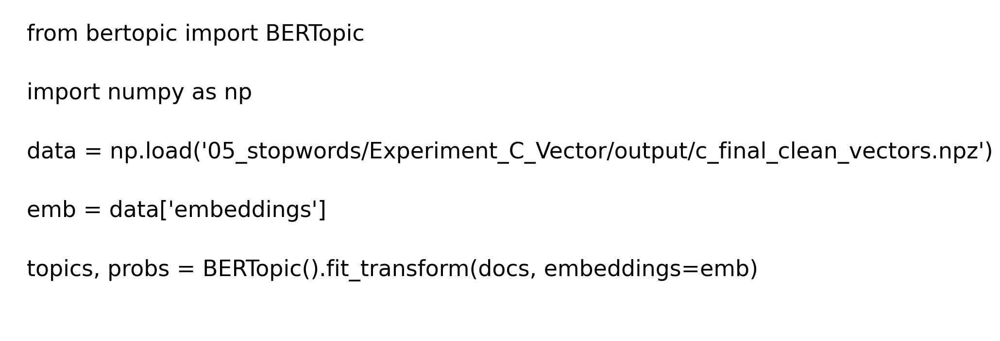 from bertopic import BERTopic
import numpy as np
data = np.load('05_stopwords/Experiment_C_Vector/output/c_final_clean_vectors.npz')
emb = data['embeddings']
topics, probs = BERTopic().fit_transform(docs, embeddings=emb)